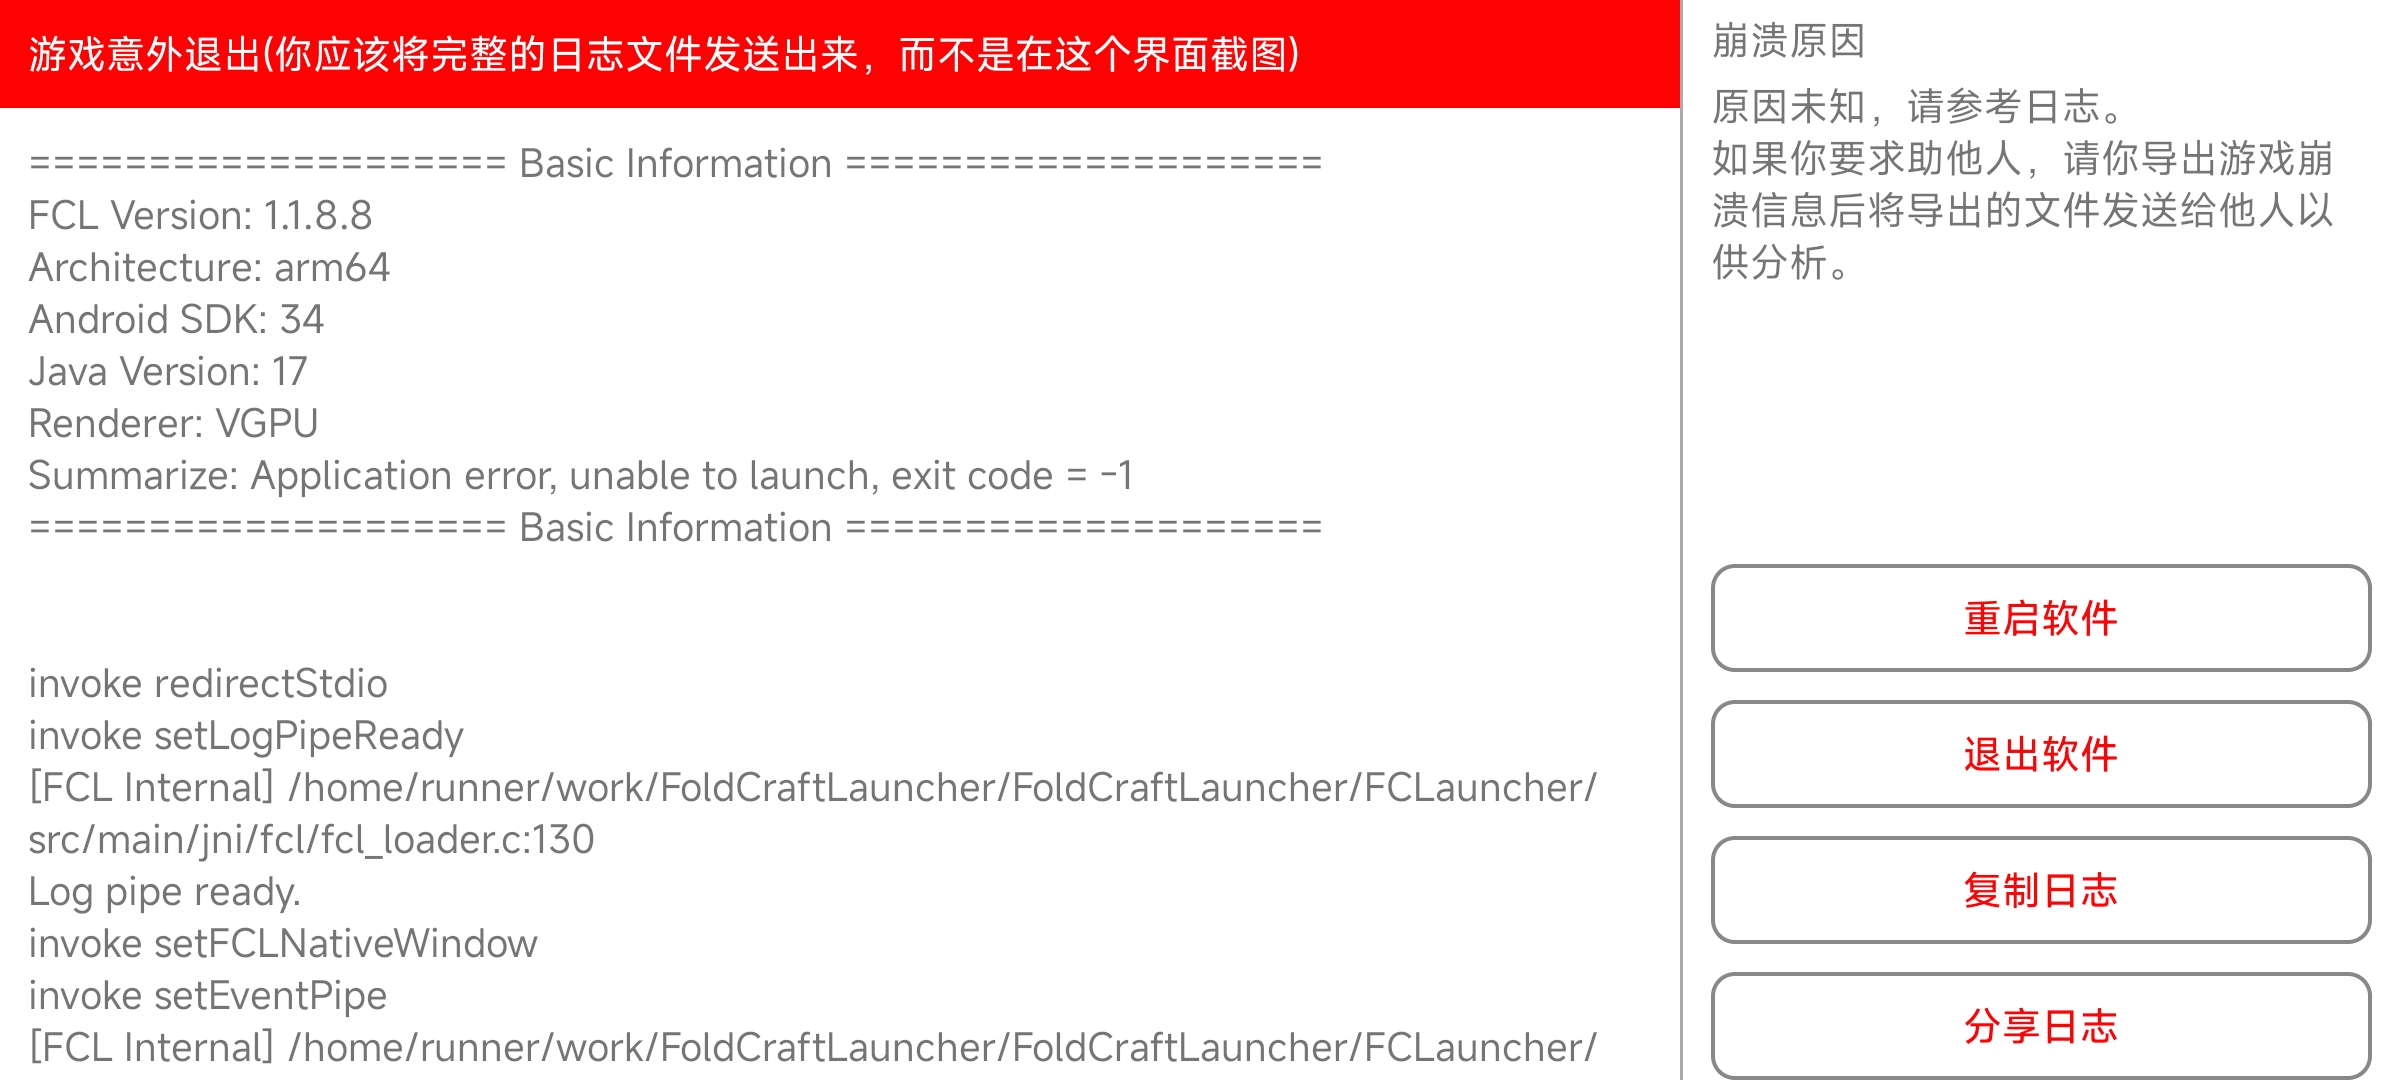 游戏意外退出(你应该将完整的日志文件发送出来，而不是在这个界面截图)
==================== Basic Information ====================
FCL Version: 1.1.8.8
Architecture: arm64
Android SDK: 34
Java Version: 17
Renderer: VGPU
Summarize: Application error, unable to launch, exit code = -1
==================== Basic Information ====================
invoke redirectStdio
invoke setLogPipeReady
[FCL Internal] /home/runner/work/FoldCraftLauncher/FoldCraftLauncher/FCLauncher/
src/main/jni/fcl/fcl_loader.c:130
Log pipe ready.
invoke setFCLNativeWindow
invoke setEventPipe
[FCL Internal] /home/runner/work/FoldCraftLauncher/FoldCraftLauncher/FCLauncher/
崩溃原因
原因未知，请参考日志。
如果你要求助他人，请你导出游戏崩
溃信息后将导出的文件发送给他人以
供分析。
重启软件
退出软件
复制日志
分享日志